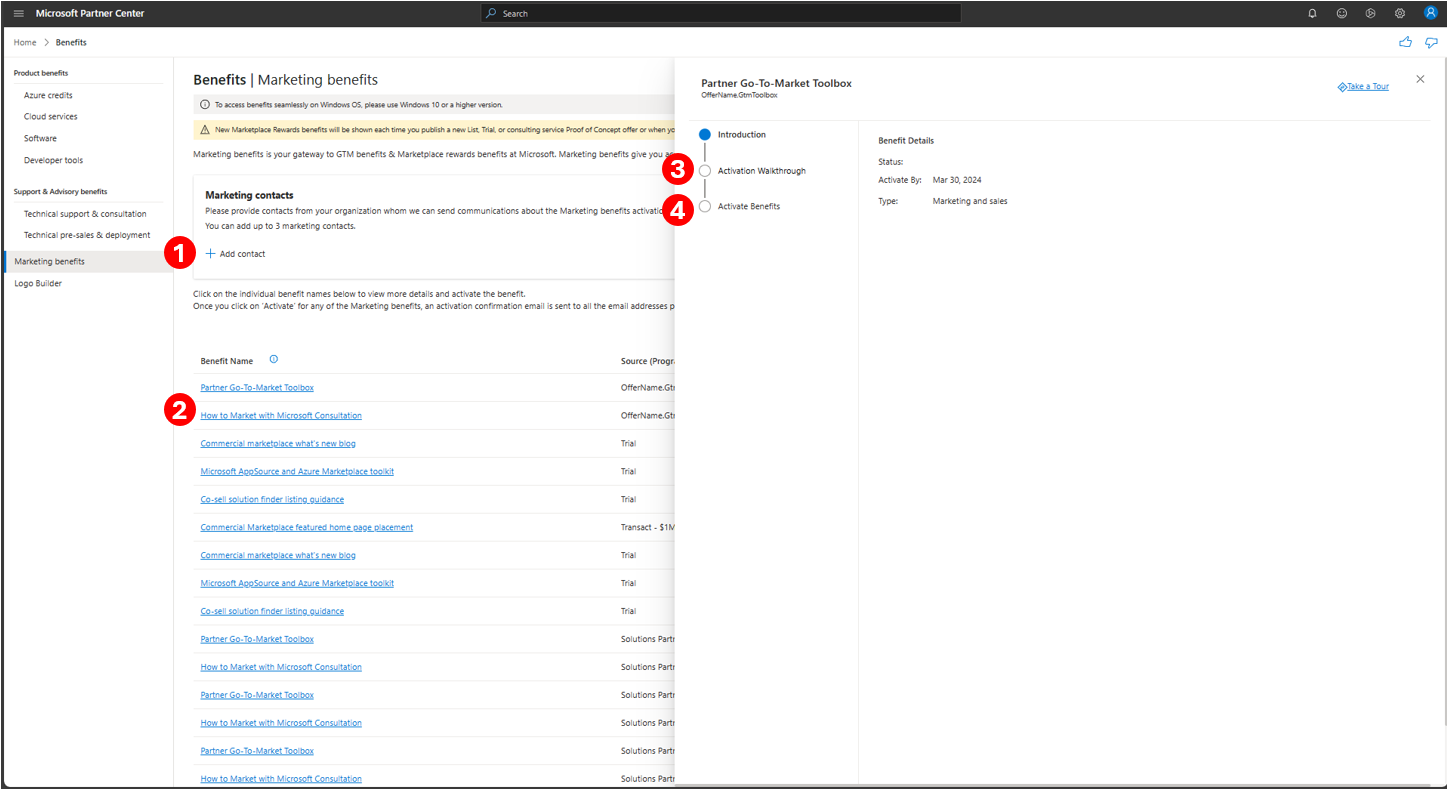 Microsoft Partner Center
Search
Home > Benefits
Product benefits
Azure credits
Cloud services
Software
Developer tools
Support & Advisory benefits
Technical support & consultation
Technical pre-sales & deployment
Marketing benefits
Logo Builder
Benefits | Marketing benefits
To access benefits seamlessly on Windows OS, please use Windows 10 or a higher version.
New Marketplace Rewards benefits will be shown each time you publish a new List, Trial, or consulting service Proof of Concept offer or when yo
Marketing benefits is your gateway to GTM benefits & Marketplace rewards benefits at Microsoft. Marketing benefits give you
Marketing contacts
Please provide contacts from your organization whom we can send communications about the Marketing benefits activatio
You can add up to 3 marketing contacts.
1
Add contact
Click on the individual benefit names below to view more details and activate the benefit.
Once you click on 'Activate' for any of the Marketing benefits, an activation confirmation email is sent to all the email addresses p
Benefit Name Source (Progr
Partner Go-To-Market Toolbox OfferName.Gt
2
How to Market with Microsoft Consultation OfferName.Gt
Commercial marketplace what's new blog Trial
Microsoft AppSource and Azure Marketplace toolkit Trial
Co-sell solution finder listing guidance Trial
Commercial Marketplace featured home page placement Transact - $1M
Commercial marketplace what's new blog Trial
Microsoft AppSource and Azure Marketplace toolkit Trial
Co-sell solution finder listing guidance Trial
Partner Go-To-Market Toolbox Solutions Part
How to Market with Microsoft Consultation Solutions Part
Partner Go-To-Market Toolbox Solutions Part
How to Market with Microsoft Consultation Solutions Part
Partner Go-To-Market Toolbox Solutions Part
How to Market with Microsoft Consultation Solutions Part
Partner Go-To-Market Toolbox
OfferName.GtmToolbox
Take a Tour
Introduction
3
Activation Walkthrough
4
Activate Benefits
Benefit Details
Status:
Activate By: Mar 30, 2024
Type: Marketing and sales